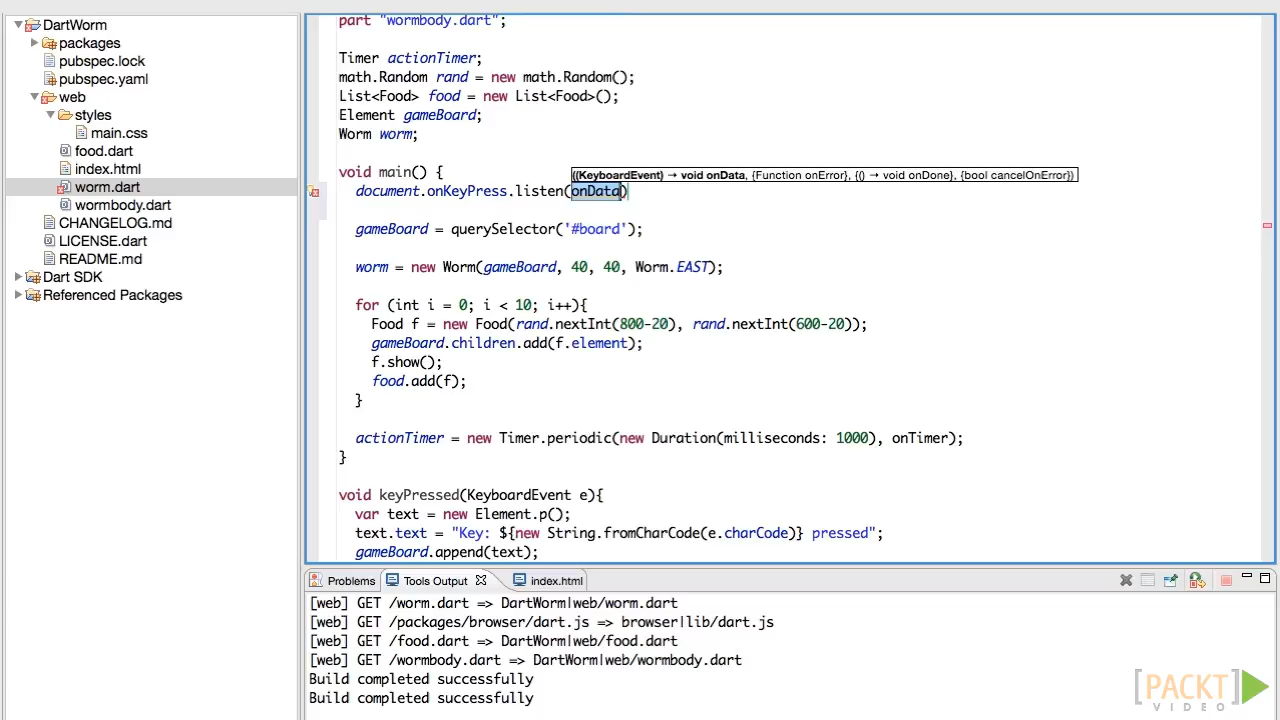 DartWorm
packages
pubspec.lock
pubspec.yaml
web
styles
main.css
food.dart
index.html
worm.dart
wormbody.dart
CHANGELOG.md
LICENSE.dart
README.md
Dart SDK
Referenced Packages
part "wormbody.dart";
Timer actionTimer;
math.Random rand = new math.Random();
List<Food> food = new List<Food>();
Element gameBoard;
Worm worm;
void main() {
({(KeyboardEvent) → void onData, {Function onError}, {() → void onDone}, {bool cancelOnError})
document.onKeyPress.listen(onData)
gameBoard = querySelector('#board');
worm = new Worm(gameBoard, 40, 40, Worm.EAST);
for (int i = 0; i < 10; i++){
Food f = new Food(rand.nextInt(800-20), rand.nextInt(600-20));
gameBoard.children.add(f.element);
f.show();
food.add(f);
}
actionTimer = new Timer.periodic(new Duration(milliseconds: 1000), onTimer);
}
void keyPressed(KeyboardEvent e){
var text = new Element.p();
text.text = "Key: ${new String.fromCharCode(e.charCode)} pressed";
gameBoard.append(text);
Problems Tools Output index.html
[web] GET /worm.dart => DartWorm|web/worm.dart
[web] GET /packages/browser/dart.js => browser|lib/dart.js
[web] GET /food.dart => DartWorm|web/food.dart
[web] GET /wormbody.dart => DartWorm|web/wormbody.dart
Build completed successfully
Build completed successfully
[PACKT]
VIDEO